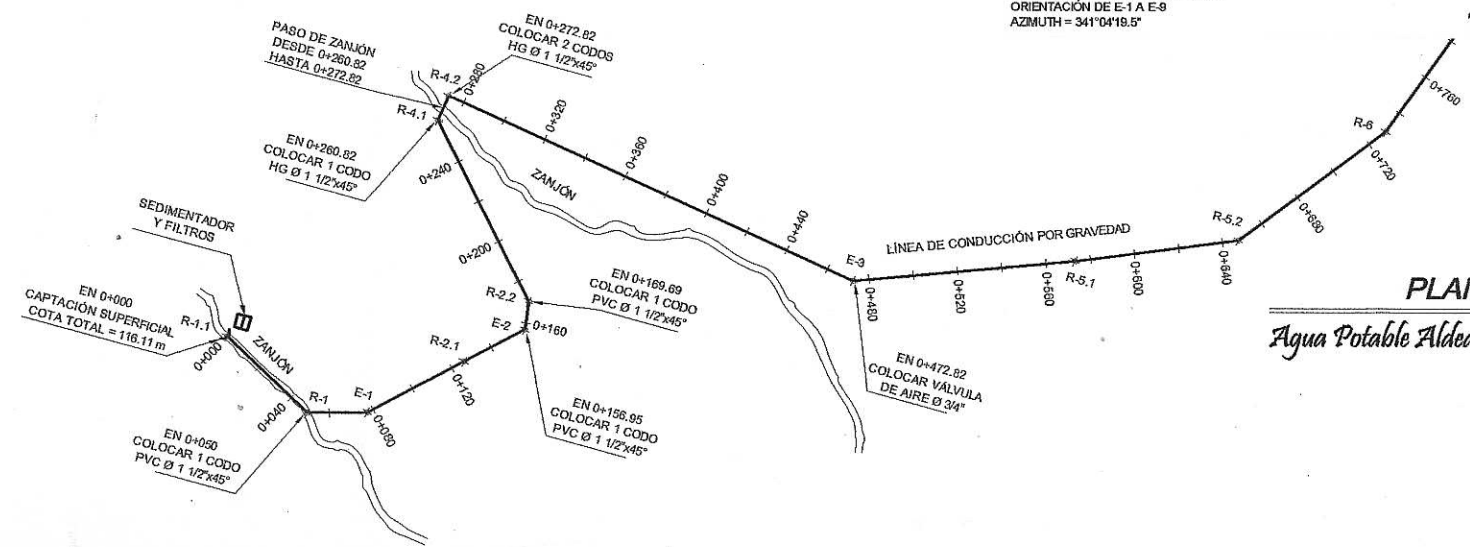 ORIENTACIÓN DE E-1 A E-9
AZIMUTH = 341°04'19.5"
EN 0+272.82
COLOCAR 2 CODOS
HG Ø 1 1/2"x45°
PASO DE ZANJÓN
DESDE 0+260.82
HASTA 0+272.82
R-4.2
0+280
R-4.1
0+320
0+360
0+400
0+440
EN 0+260.82
COLOCAR 1 CODO
HG Ø 1 1/2"x45°
0+240
ZANJÓN
0+200
SEDIMENTADOR
Y FILTROS
EN 0+000
CAPTACIÓN SUPERFICIAL
COTA TOTAL = 116.11 m
R-1.1
0+000
ZANJÓN
0+040
R-1
E-1
0+080
R-2.1
0+120
R-2.2
E-2
0+160
EN 0+169.69
COLOCAR 1 CODO
PVC Ø 1 1/2"x45°
EN 0+156.95
COLOCAR 1 CODO
PVC Ø 1 1/2"x45°
EN 0+050
COLOCAR 1 CODO
PVC Ø 1 1/2"x45°
E-3
0+480
LÍNEA DE CONDUCCIÓN POR GRAVEDAD
0+520
0+560
R-5.1
0+600
0+640
R-5.2
0+680
0+720
R-6
0+760
EN 0+472.82
COLOCAR VÁLVULA
DE AIRE Ø 3/4"
PLAN
Agua Potable Aldea